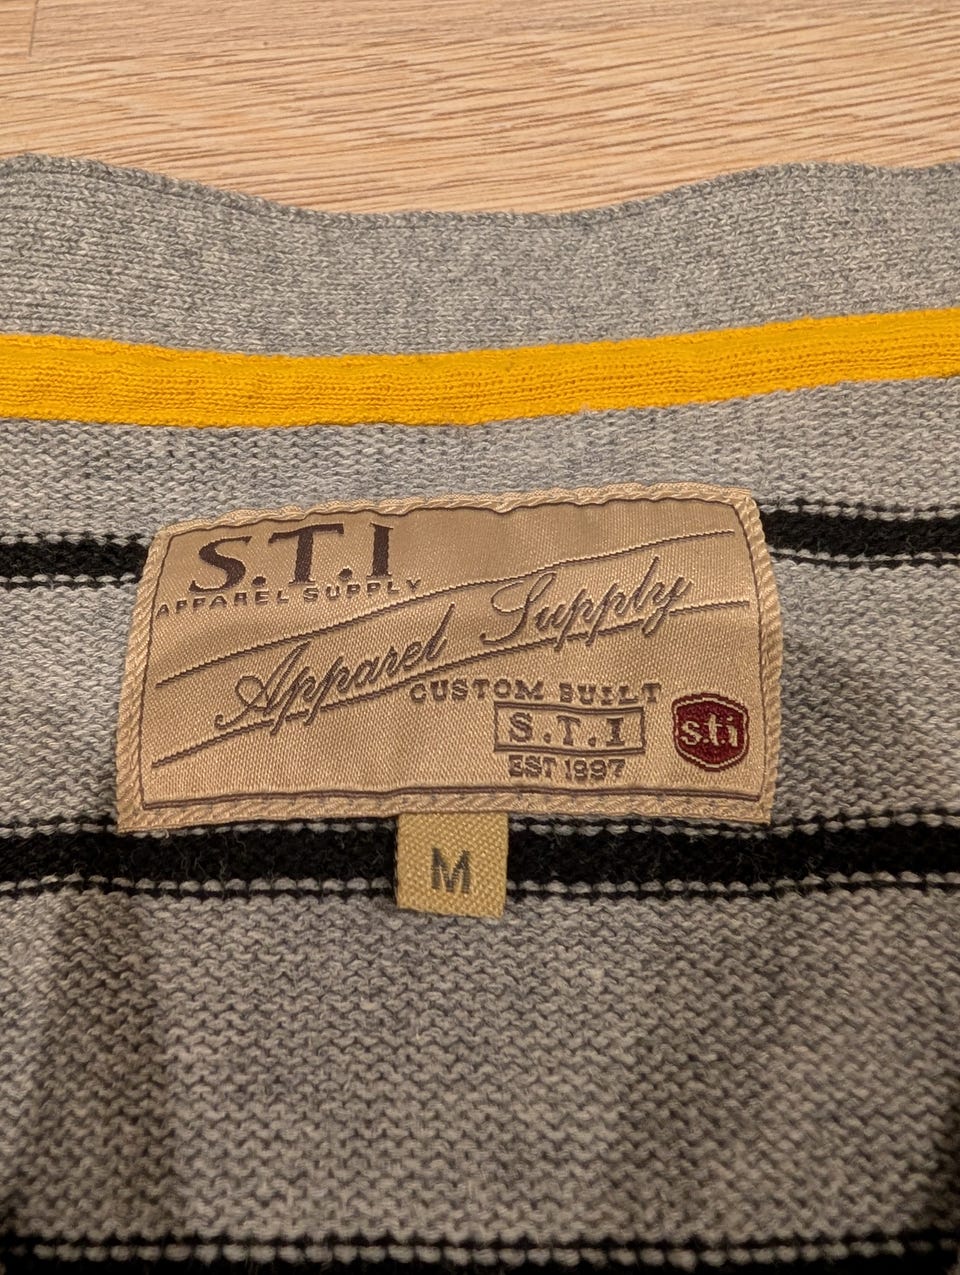 S.T.I
APPAREL SUPPLY
Apparel Supply
CUSTOM BUILT
S.T.I
EST 1997
s.t.i
M